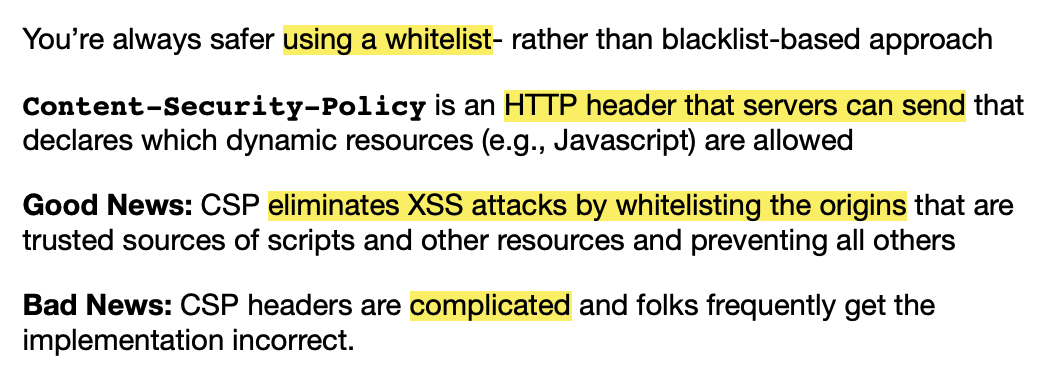 You’re always safer using a whitelist- rather than blacklist-based approach
Content-Security-Policy is an HTTP header that servers can send that
declares which dynamic resources (e.g., Javascript) are allowed
Good News: CSP eliminates XSS attacks by whitelisting the origins that are
trusted sources of scripts and other resources and preventing all others
Bad News: CSP headers are complicated and folks frequently get the
implementation incorrect.